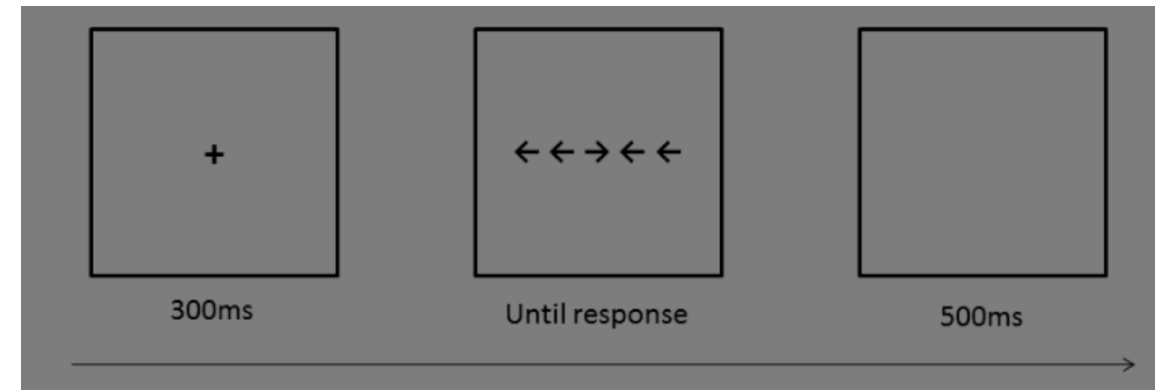 +
← ← → ← ←
300ms
Until response
500ms